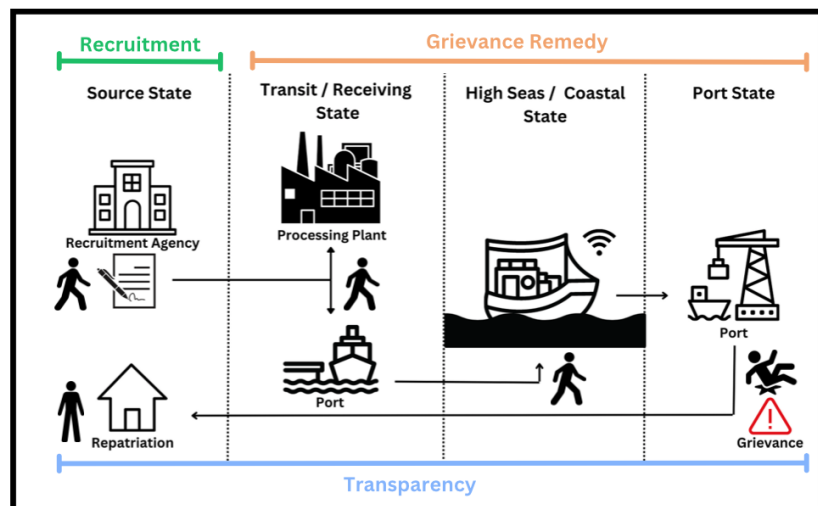 Recruitment
Grievance Remedy
Source State
Transit / Receiving
State
High Seas / Coastal
State
Port State
Recruitment Agency
Processing Plant
Port
Port
Repatriation
Grievance
Transparency